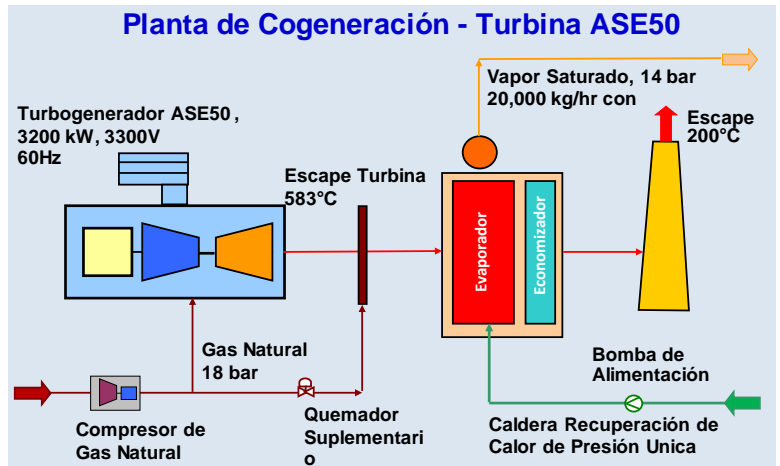 Planta de Cogeneración - Turbina ASE50
Turbogenerador ASE50 ,
3200 kW, 3300V
60Hz
Vapor Saturado, 14 bar
20,000 kg/hr con
Escape
200°C
Escape Turbina
583°C
Evaporador
Economizador
Gas Natural
18 bar
Bomba de
Alimentación
Compresor de
Gas Natural
Quemador
Suplementari
o
Caldera Recuperación de
Calor de Presión Unica